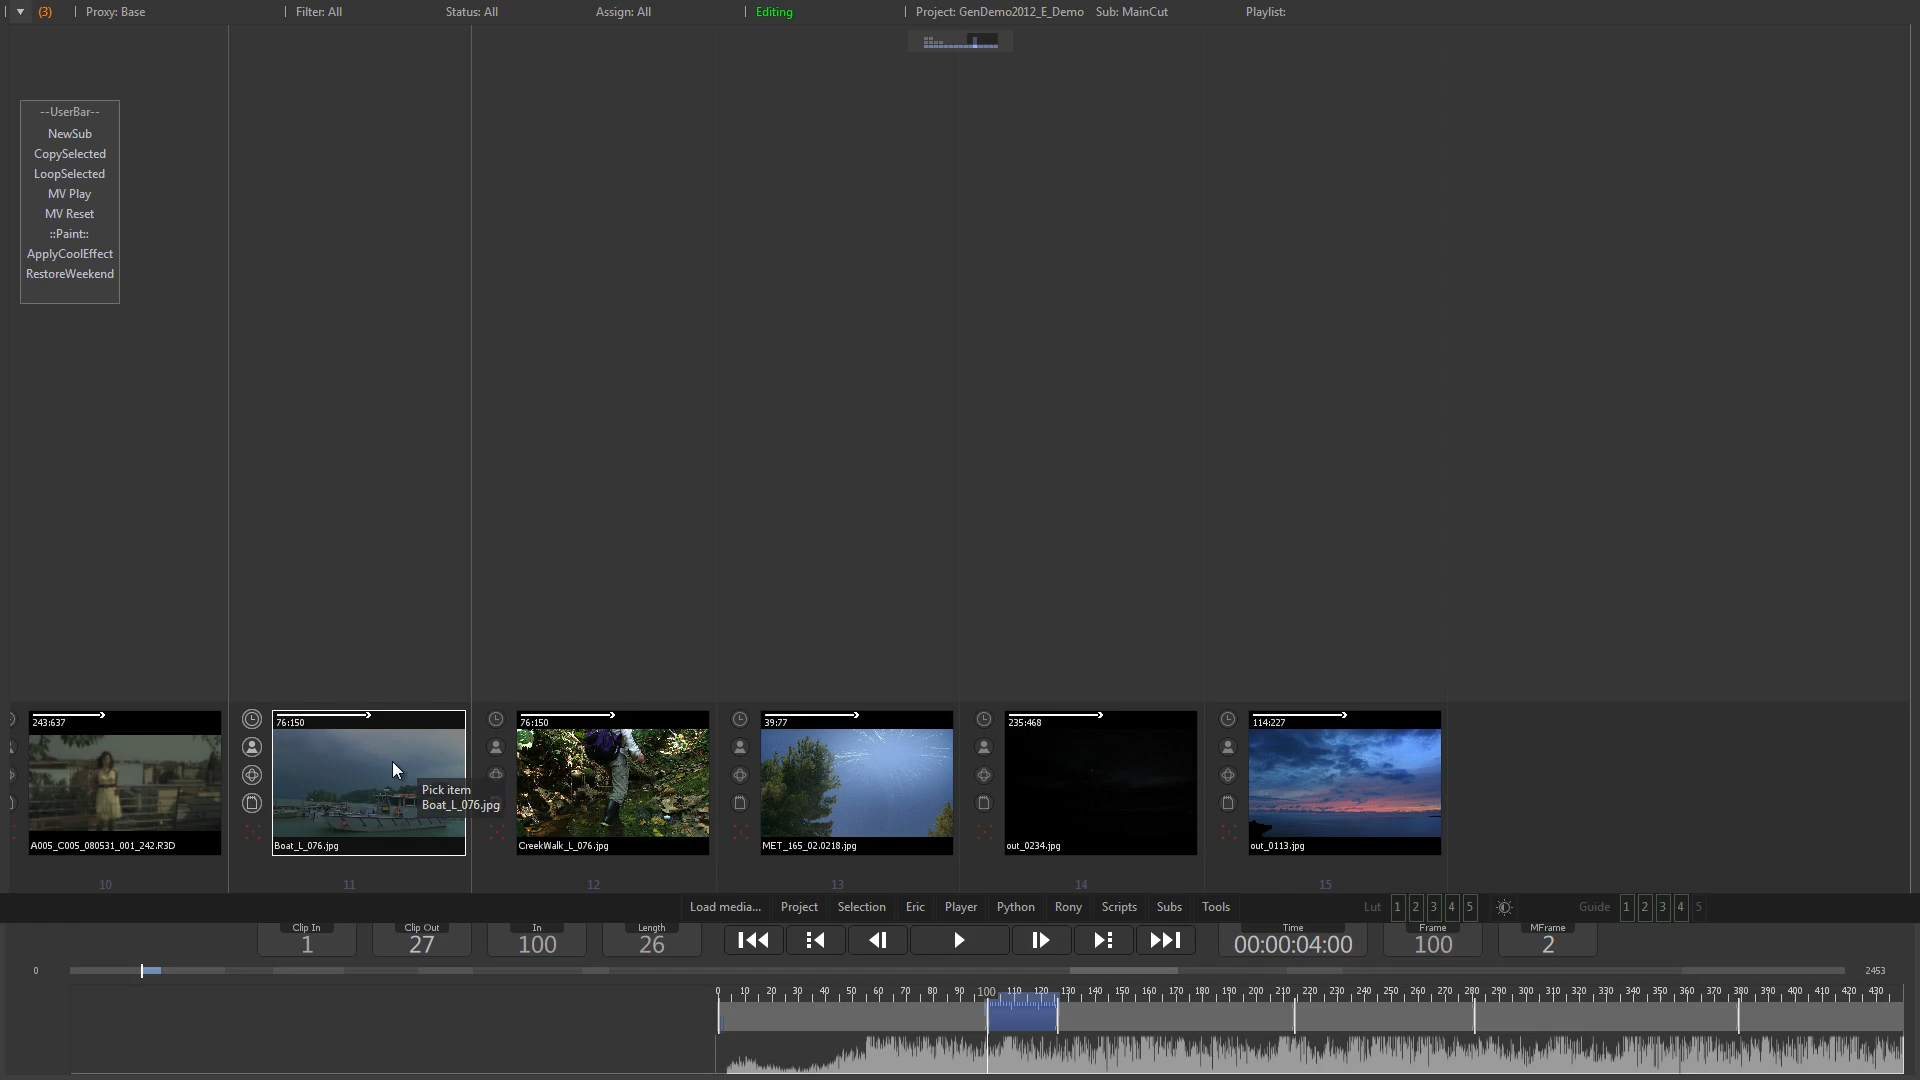 (3) Proxy: Base Filter: All Status: All Assign: All Editing Project: GenDemo2012_E_Demo Sub: MainCut Playlist:
--UserBar--
NewSub
CopySelected
LoopSelected
MV Play
MV Reset
::Paint::
ApplyCoolEffect
RestoreWeekend
243:637 76:150 76:150 39:77 235:468 114:227
Pick item
Boat_L_076.jpg
A005_C005_080531_001_242.R3D Boat_L_076.jpg CreekWalk_L_076.jpg MET_165_02.0218.jpg out_0234.jpg out_0113.jpg
10 11 12 13 14 15
Load media... Project Selection Eric Player Python Rony Scripts Subs Tools Lut 1 2 3 4 5 Guide 1 2 3 4 5
Clip In Clip Out In Length Time Frame MFrame
1 27 100 26 00:00:04:00 100 2
0 2453
0 10 20 30 40 50 60 70 80 90 100 110 120 130 140 150 160 170 180 190 200 210 220 230 240 250 260 270 280 290 300 310 320 330 340 350 360 370 380 390 400 410 420 430